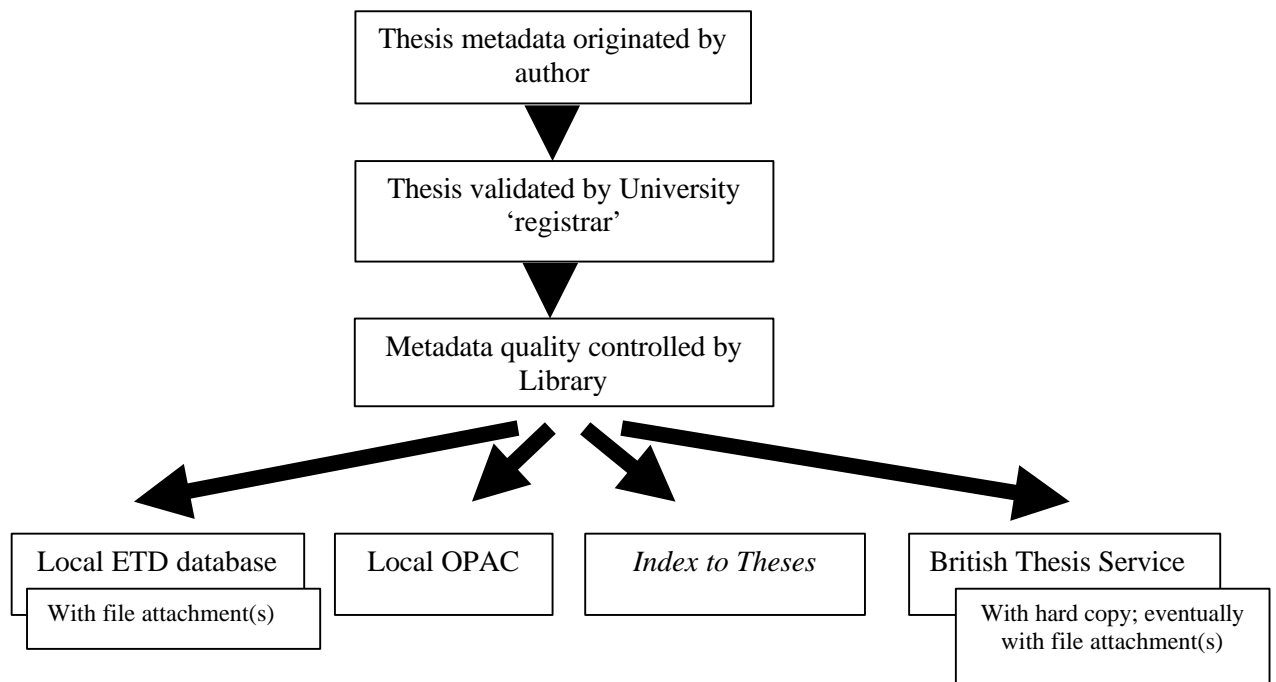 Thesis metadata originated by
author
Thesis validated by University
‘registrar’
Metadata quality controlled by
Library
Local ETD database
With file attachment(s)
Local OPAC
Index to Theses
British Thesis Service
With hard copy; eventually
with file attachment(s)